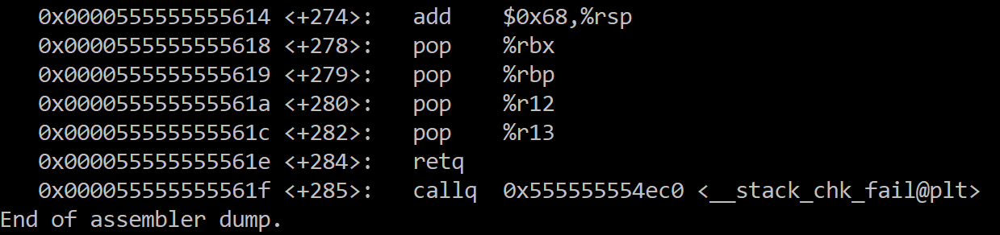 0x0000555555555614 <+274>: add $0x68,%rsp
0x0000555555555618 <+278>: pop %rbx
0x0000555555555619 <+279>: pop %rbp
0x000055555555561a <+280>: pop %r12
0x000055555555561c <+282>: pop %r13
0x000055555555561e <+284>: retq
0x000055555555561f <+285>: callq 0x555555554ec0 <__stack_chk_fail@plt>
End of assembler dump.